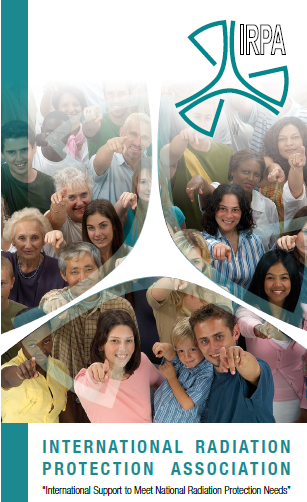 IRPA
INTERNATIONAL RADIATION
PROTECTION ASSOCIATION
"International Support to Meet National Radiation Protection Needs"